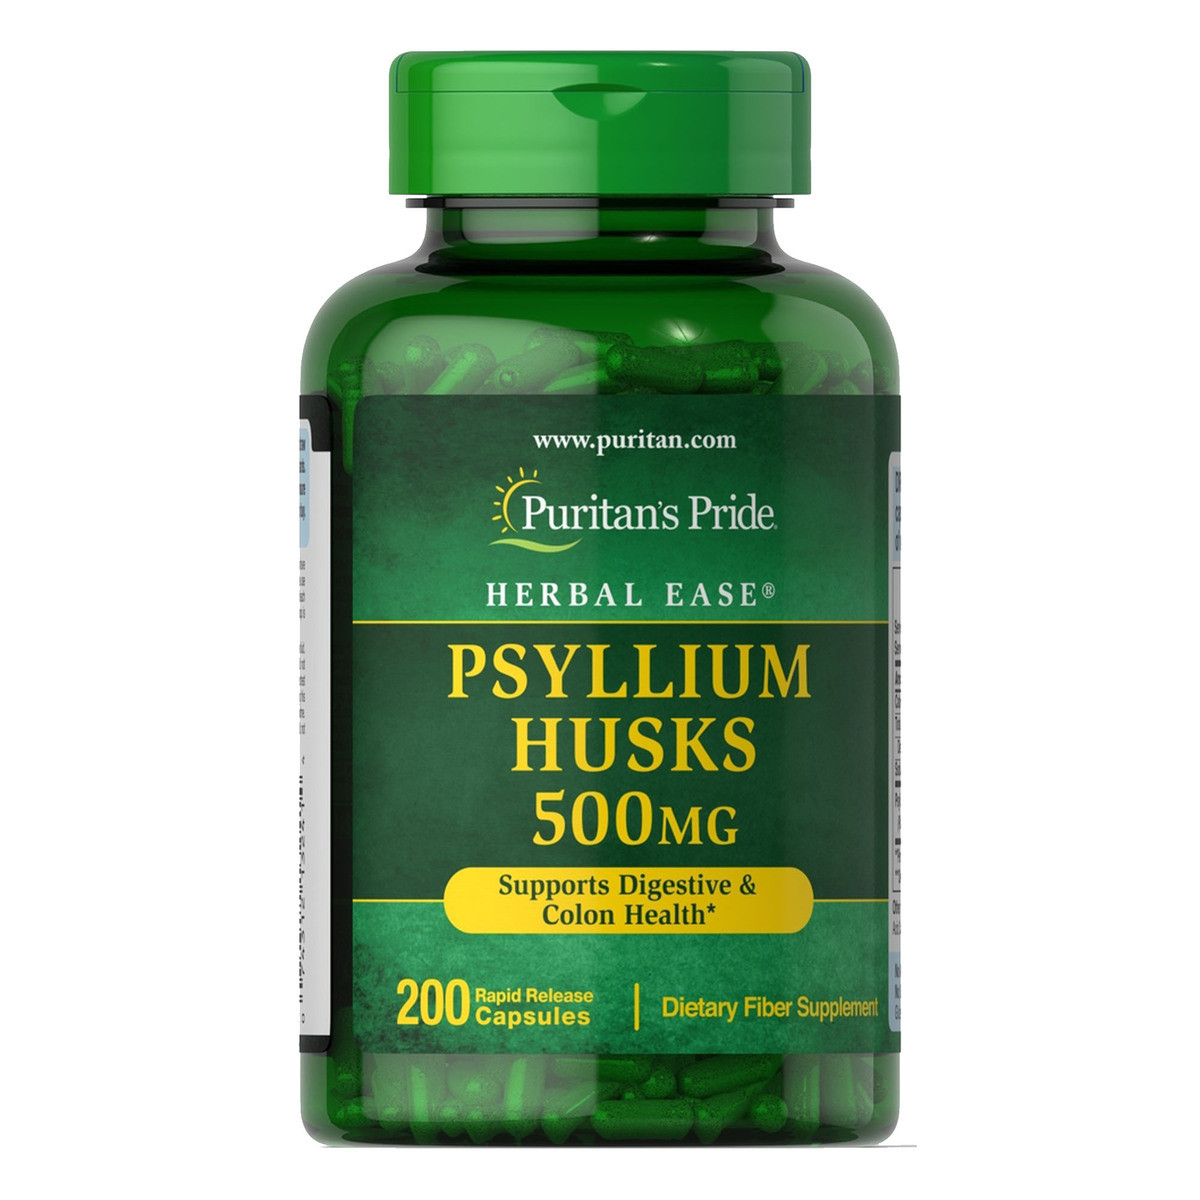 www.puritan.com
Puritan's Pride®
HERBAL EASE®
PSYLLIUM
HUSKS
500MG
Supports Digestive &
Colon Health*
200 Rapid Release
Capsules
Dietary Fiber Supplement